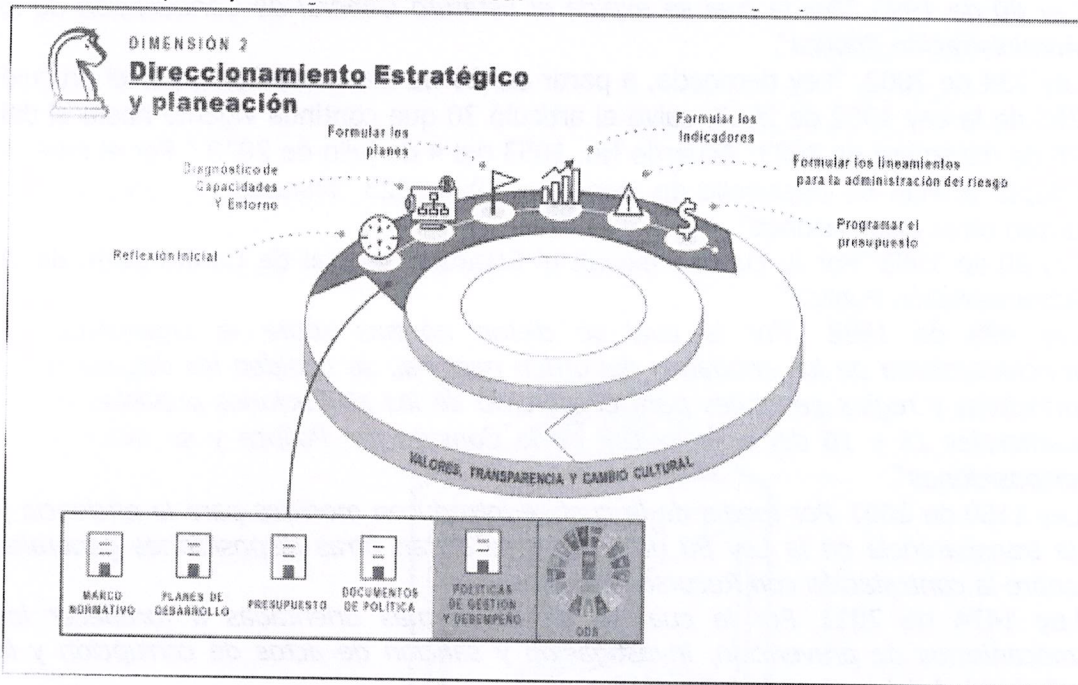 DIMENSIÓN 2
Direccionamiento Estratégico
y planeación
Formular los
planes
Formular los
Indicadores
Diagnóstico de
Capacidades
Y Entorno
Formular los lineamientos
para la administración del riesgo
Reflexión Inicial
Programar el
presupuesto
VALORES, TRANSPARENCIA Y CAMBIO CULTURAL
MARCO
NORMATIVO
PLANES DE
DESARROLLO
PRESUPUESTO
DOCUMENTOS
DE POLÍTICA
POLÍTICAS
DE GESTIÓN
Y DESEMPEÑO
ODS